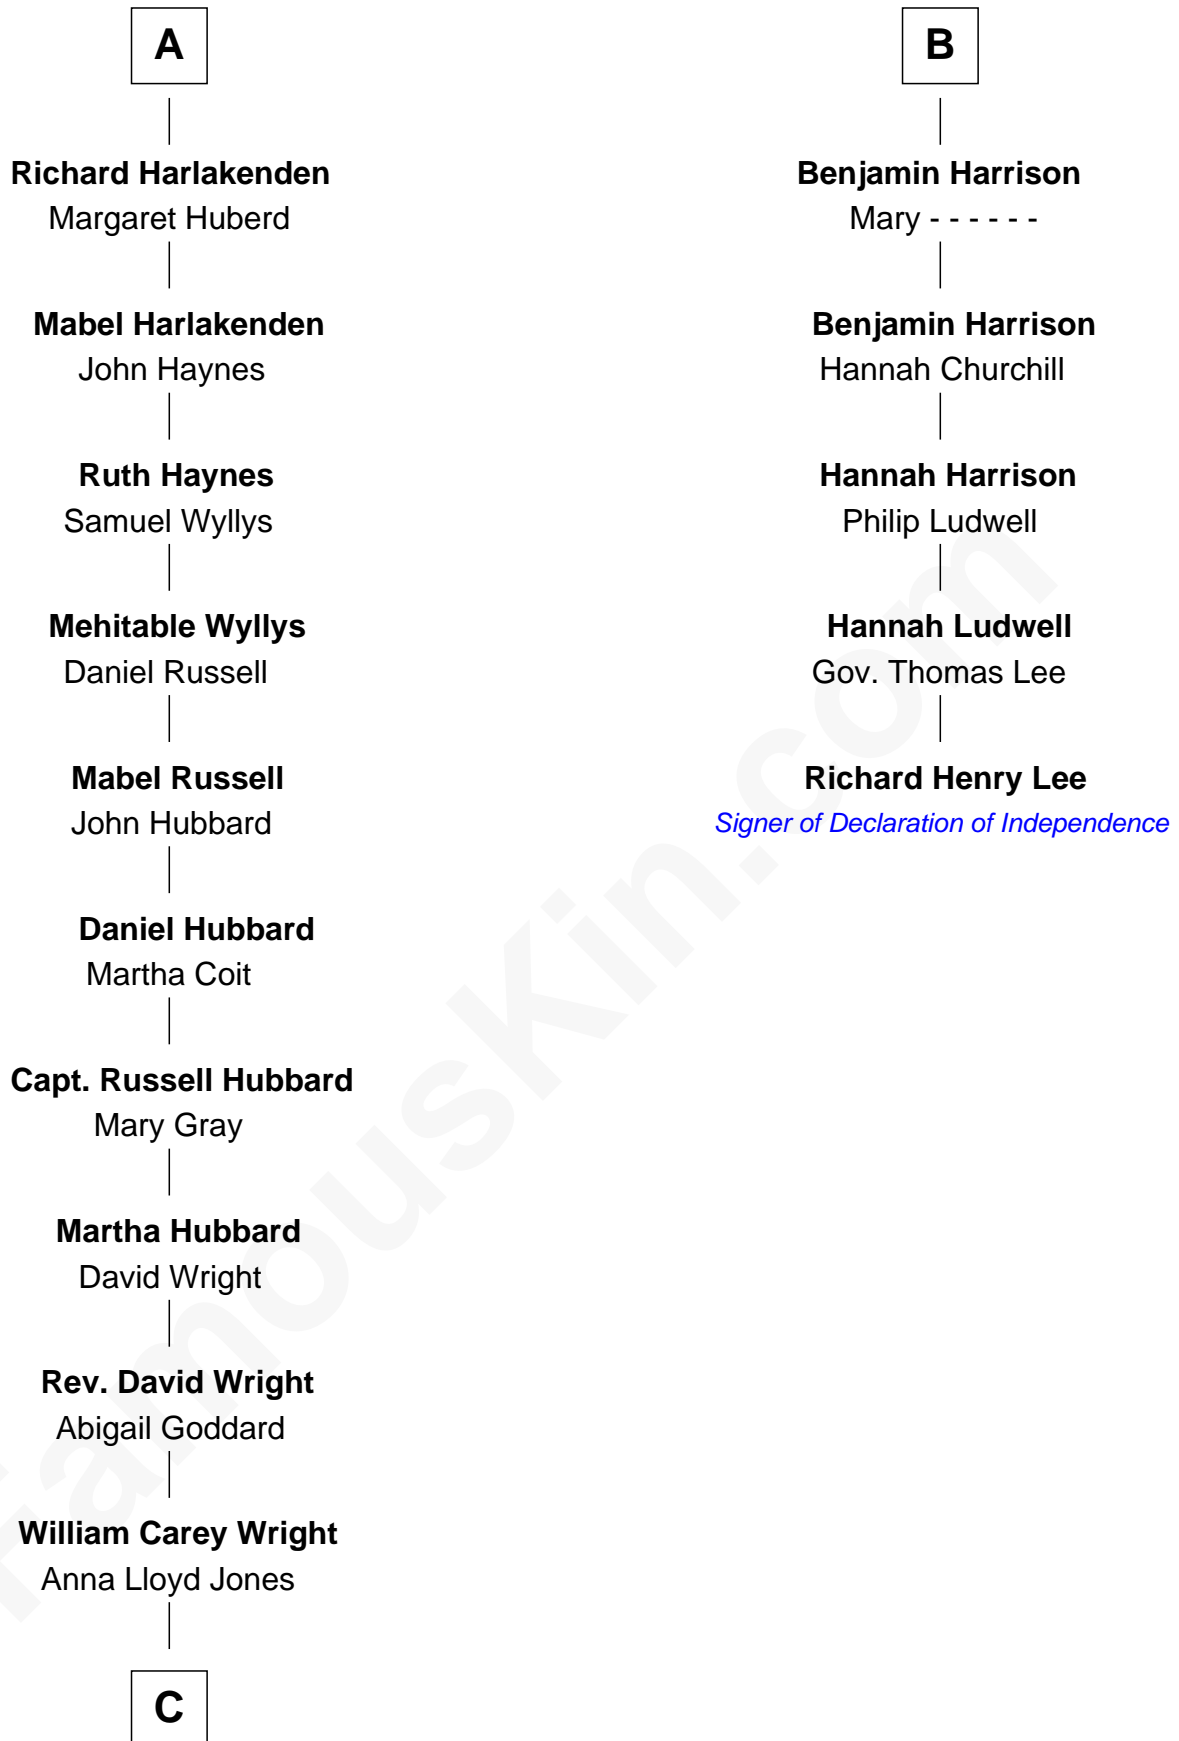 A
Richard Harlakenden
Margaret Huberd
Mabel Harlakenden
John Haynes
Ruth Haynes
Samuel Wyllys
Mehitable Wyllys
Daniel Russell
Mabel Russell
John Hubbard
Daniel Hubbard
Martha Coit
Capt. Russell Hubbard
Mary Gray
Martha Hubbard
David Wright
Rev. David Wright
Abigail Goddard
William Carey Wright
Anna Lloyd Jones
C
B
Benjamin Harrison
Mary - - - - - -
Benjamin Harrison
Hannah Churchill
Hannah Harrison
Philip Ludwell
Hannah Ludwell
Gov. Thomas Lee
Richard Henry Lee
Signer of Declaration of Independence
FamousKin.com